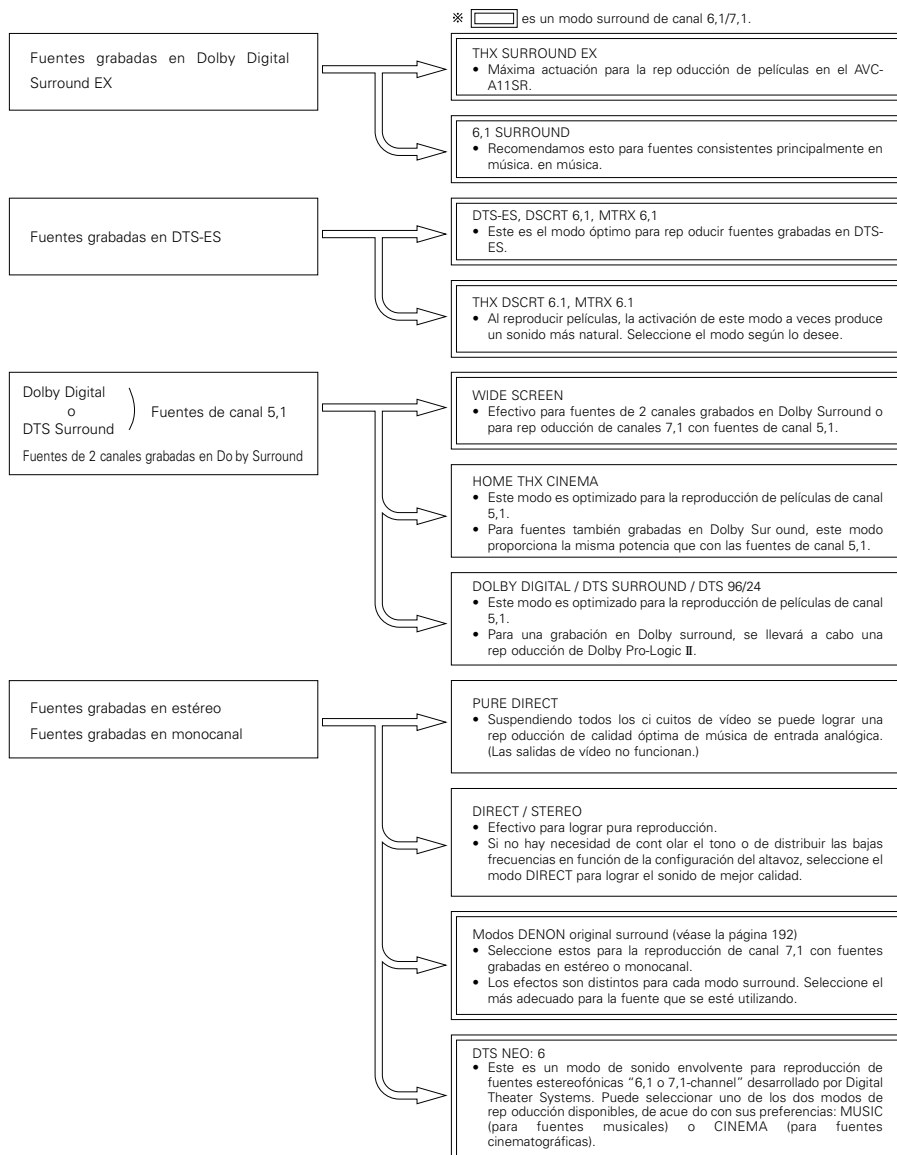 ※ es un modo surround de canal 6,1/7,1.
Fuentes grabadas en Dolby Digital
Surround EX
THX SURROUND EX
• Máxima actuación para la rep oducción de películas en el AVC-
A11SR.
6,1 SURROUND
• Recomendamos esto para fuentes consistentes principalmente en
música. en música.
Fuentes grabadas en DTS-ES
DTS-ES, DSCRT 6,1, MTRX 6,1
• Este es el modo óptimo para rep oducir fuentes grabadas en DTS-
ES.
THX DSCRT 6.1, MTRX 6.1
• Al reproducir películas, la activación de este modo a veces produce
un sonido más natural. Seleccione el modo según lo desee.
Dolby Digital
o
DTS Surround
) Fuentes de canal 5,1
Fuentes de 2 canales grabadas en Do by Surround
WIDE SCREEN
• Efectivo para fuentes de 2 canales grabados en Dolby Surround o
para rep oducción de canales 7,1 con fuentes de canal 5,1.
HOME THX CINEMA
• Este modo es optimizado para la reproducción de películas de canal
5,1.
• Para fuentes también grabadas en Dolby Sur ound, este modo
proporciona la misma potencia que con las fuentes de canal 5,1.
DOLBY DIGITAL / DTS SURROUND / DTS 96/24
• Este modo es optimizado para la reproducción de películas de canal
5,1.
• Para una grabación en Dolby surround, se llevará a cabo una
rep oducción de Dolby Pro-Logic II.
Fuentes grabadas en estéreo
Fuentes grabadas en monocanal
PURE DIRECT
• Suspendiendo todos los ci cuitos de vídeo se puede lograr una
rep oducción de calidad óptima de música de entrada analógica.
(Las salidas de vídeo no funcionan.)
DIRECT / STEREO
• Efectivo para lograr pura reproducción.
• Si no hay necesidad de cont olar el tono o de distribuir las bajas
frecuencias en función de la configuración del altavoz, seleccione el
modo DIRECT para lograr el sonido de mejor calidad.
Modos DENON original surround (véase la página 192)
• Seleccione estos para la reproducción de canal 7,1 con fuentes
grabadas en estéreo o monocanal.
• Los efectos son distintos para cada modo surround. Seleccione el
más adecuado para la fuente que se esté utilizando.
DTS NEO: 6
• Este es un modo de sonido envolvente para reproducción de
fuentes estereofónicas “6,1 o 7,1-channel” desarrollado por Digital
Theater Systems. Puede seleccionar uno de los dos modos de
rep oducción disponibles, de acue do con sus preferencias: MUSIC
(para fuentes musicales) o CINEMA (para fuentes
cinematográficas).